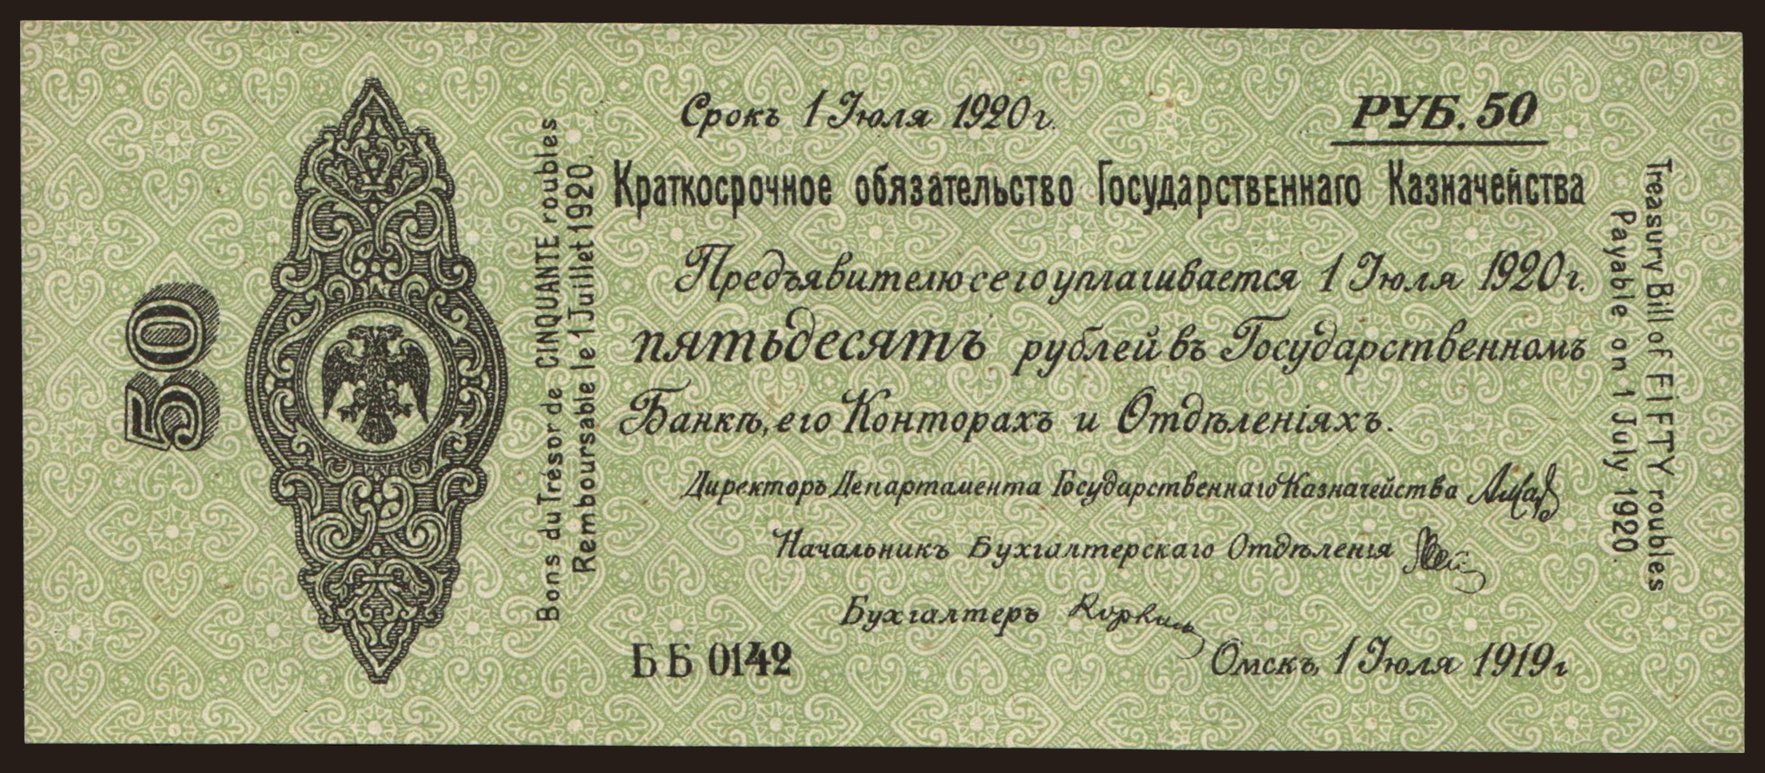 50
Bons du Trésor de CINQUANTE roubles
Remboursable le 1 Juillet 1920.
Срокъ 1 Июля 1920 г.
РУБ. 50
Краткосрочное обязательство Государственнаго Казначейства
Предъявителю сего уплачивается 1 Июля 1920 г.
пятьдесятъ рублей въ Государственномъ
Банкѣ, его Конторахъ и Отдѣленіяхъ.
Директоръ Департамента Государственнаго Казначейства
Начальникъ Бухгалтерскаго Отдѣленія
Бухгалтеръ
ББ 0142
Омскъ, 1 Июля 1919 г
Treasury Bill of FIFTY roubles
Payable on 1 July 1920.